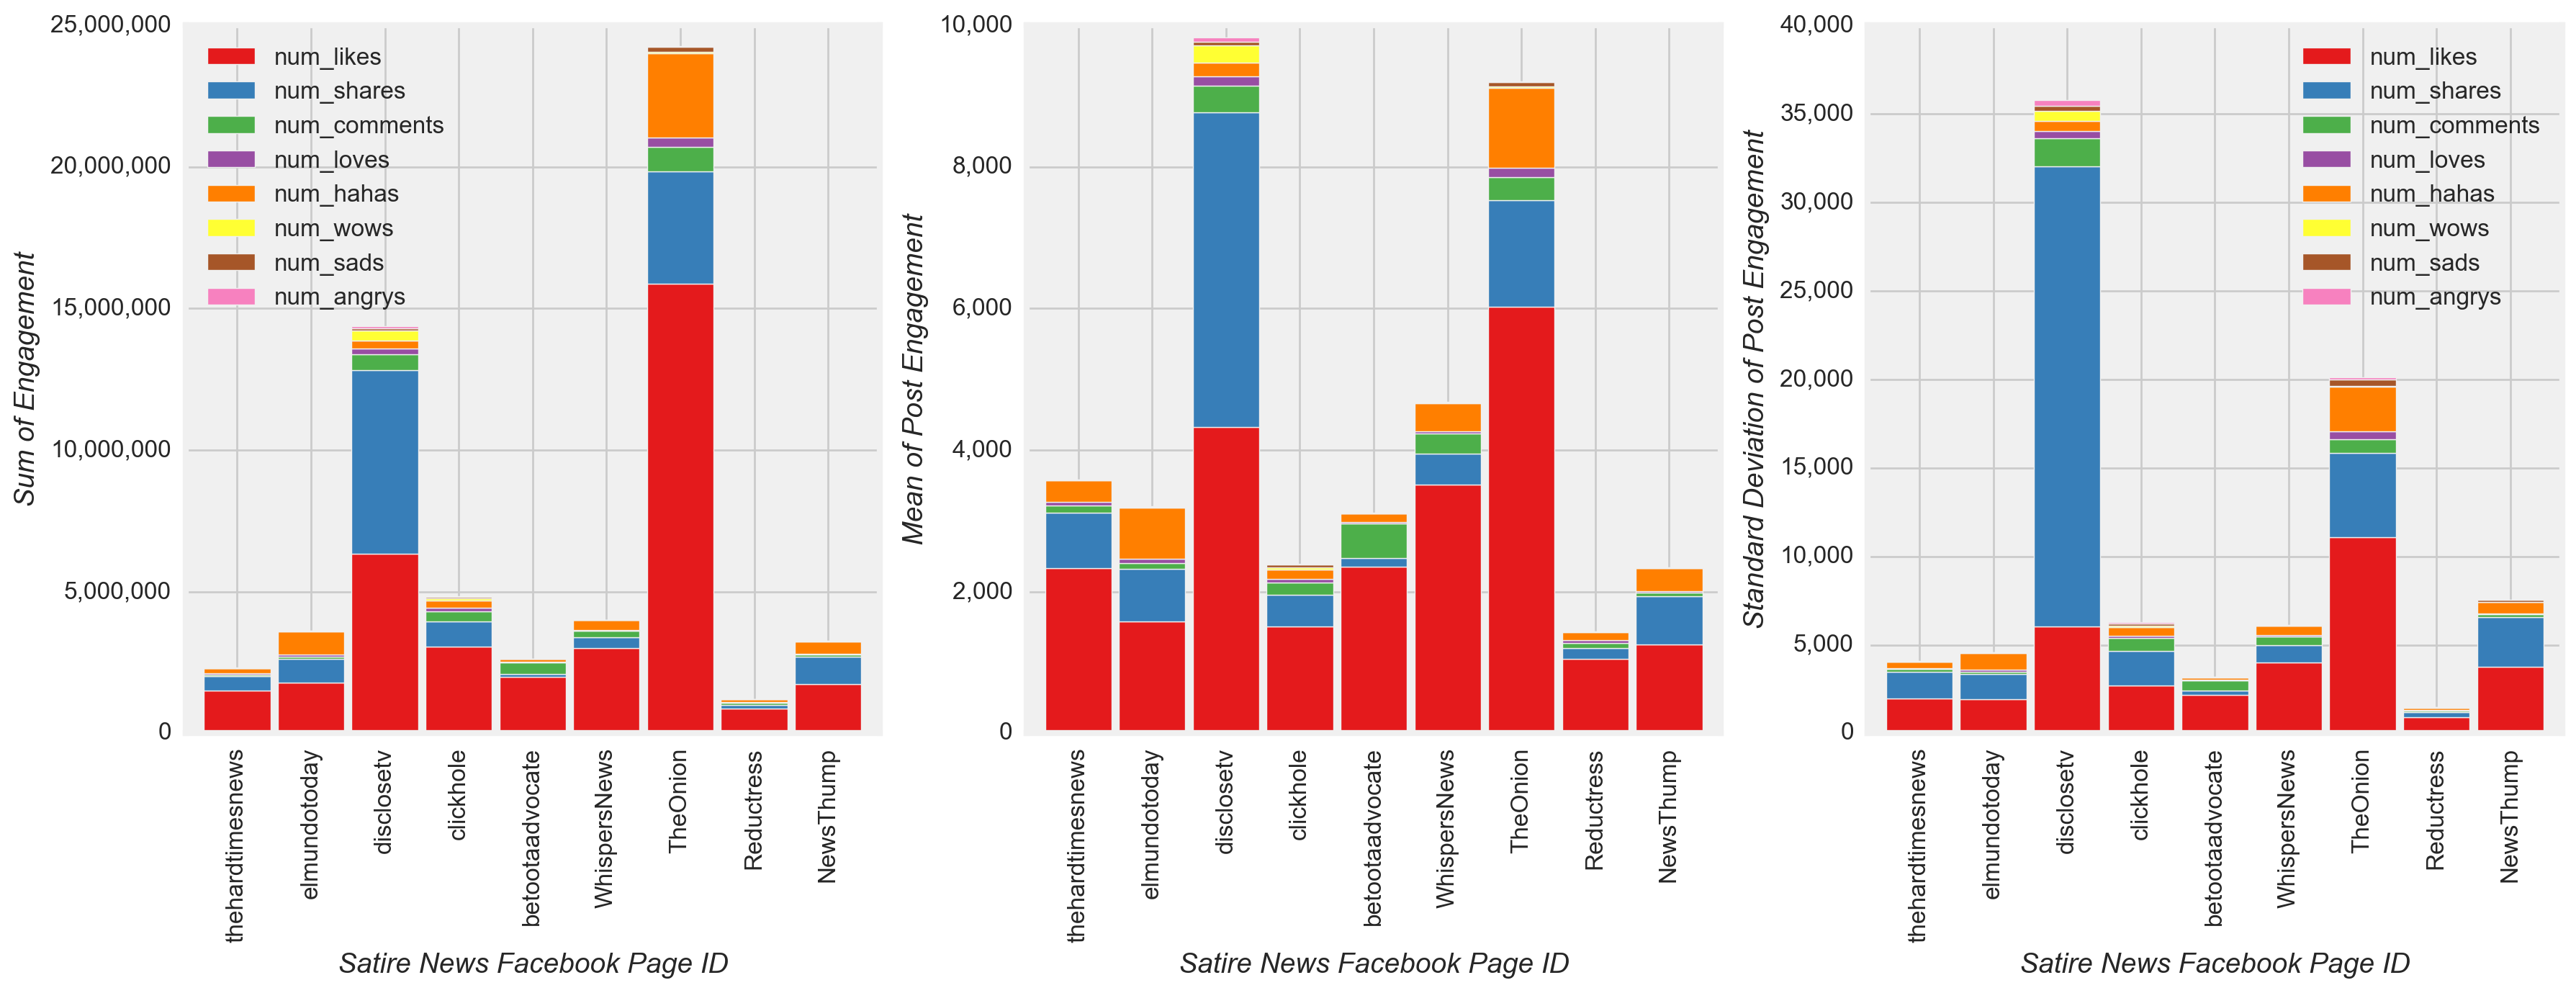 25,000,000
20,000,000
15,000,000
10,000,000
5,000,000
0
Sum of Engagement
num_likes
num_shares
num_comments
num_loves
num_hahas
num_wows
num_sads
num_angrys
thehardtimesnews
elmundotoday
disclosetv
clickhole
betootaadvocate
WhispersNews
TheOnion
Reductress
NewsThump
Satire News Facebook Page ID
10,000
8,000
6,000
4,000
2,000
0
Mean of Post Engagement
thehardtimesnews
elmundotoday
disclosetv
clickhole
betootaadvocate
WhispersNews
TheOnion
Reductress
NewsThump
Satire News Facebook Page ID
40,000
35,000
30,000
25,000
20,000
15,000
10,000
5,000
0
Standard Deviation of Post Engagement
num_likes
num_shares
num_comments
num_loves
num_hahas
num_wows
num_sads
num_angrys
thehardtimesnews
elmundotoday
disclosetv
clickhole
betootaadvocate
WhispersNews
TheOnion
Reductress
NewsThump
Satire News Facebook Page ID